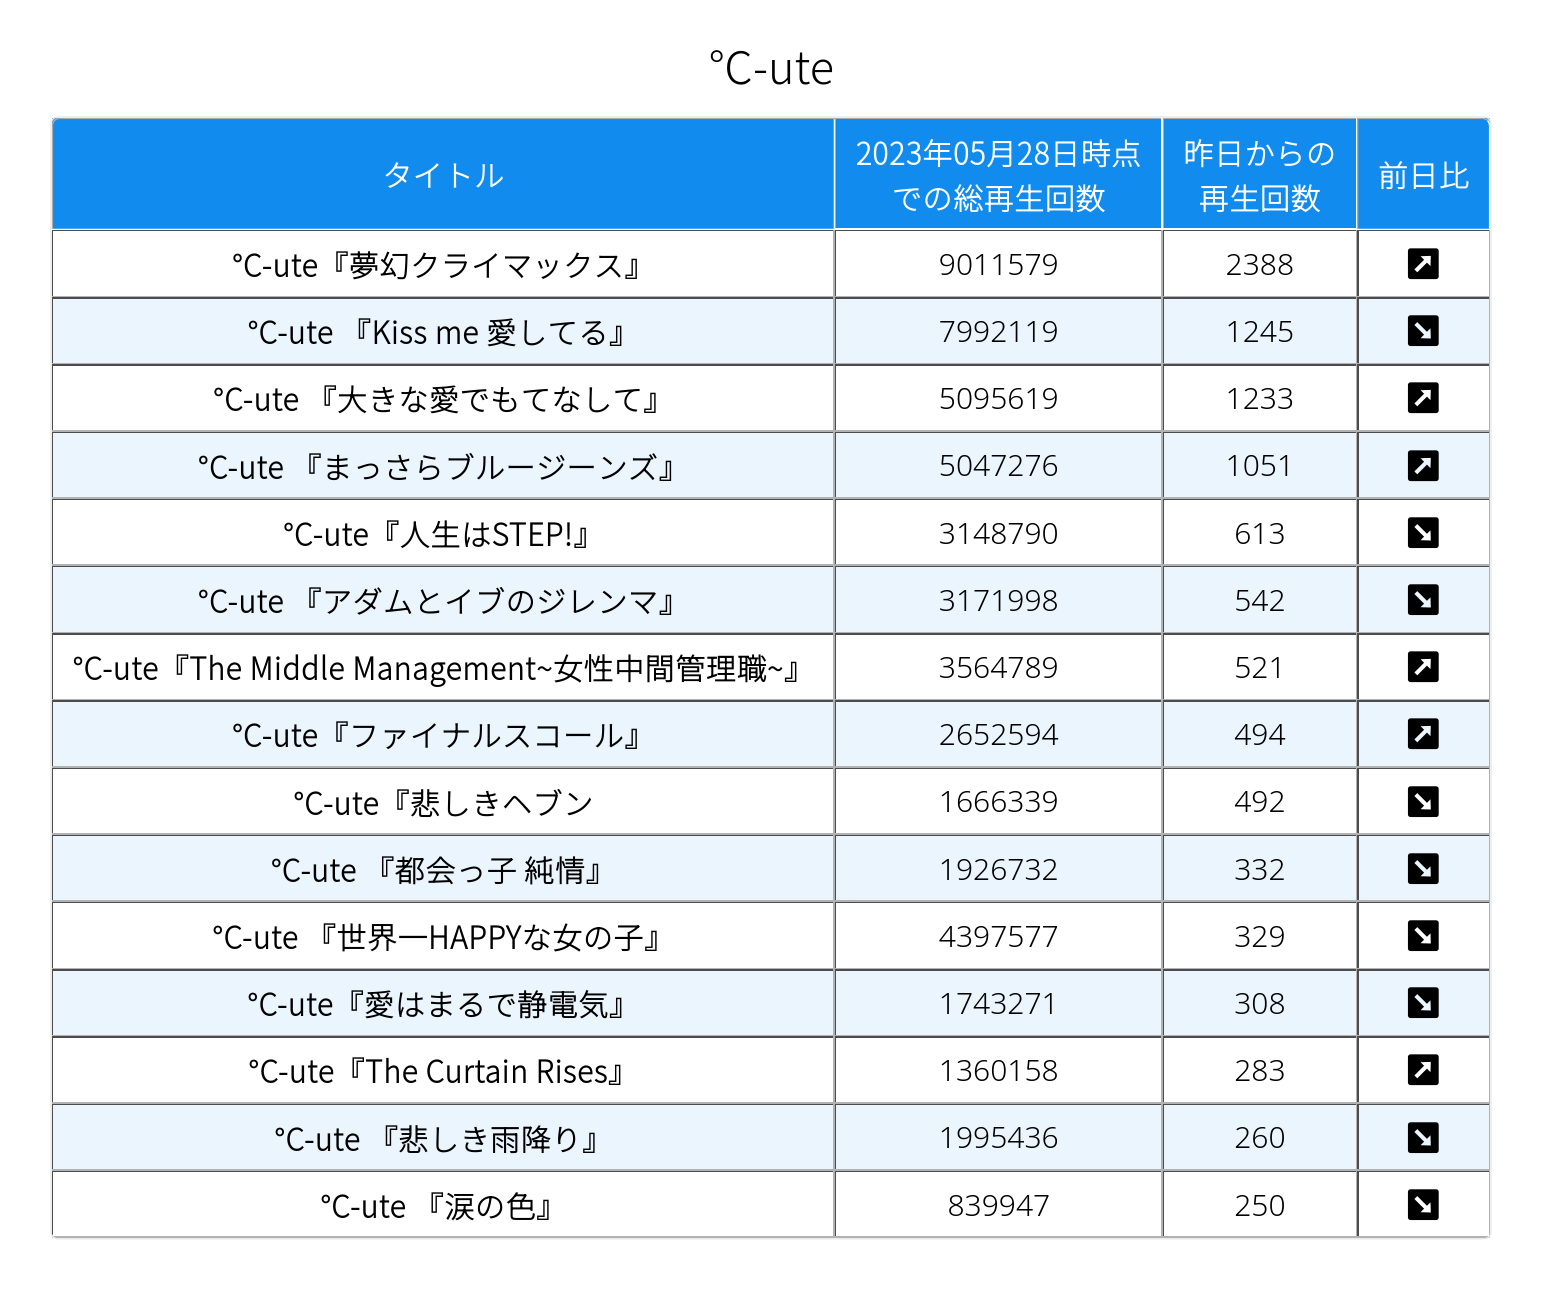 ℃-ute
タイトル 2023年05月28日時点での総再生回数 昨日からの再生回数 前日比
℃-ute『夢幻クライマックス』 9011579 2388 ↗
℃-ute 『Kiss me 愛してる』 7992119 1245 ↘
℃-ute 『大きな愛でもてなして』 5095619 1233 ↗
℃-ute 『まっさらブルージーンズ』 5047276 1051 ↗
℃-ute『人生はSTEP!』 3148790 613 ↘
℃-ute 『アダムとイブのジレンマ』 3171998 542 ↘
℃-ute『The Middle Management~女性中間管理職~』 3564789 521 ↗
℃-ute『ファイナルスコール』 2652594 494 ↗
℃-ute『悲しきヘブン 1666339 492 ↘
℃-ute 『都会っ子 純情』 1926732 332 ↘
℃-ute 『世界一HAPPYな女の子』 4397577 329 ↘
℃-ute『愛はまるで静電気』 1743271 308 ↘
℃-ute『The Curtain Rises』 1360158 283 ↗
℃-ute 『悲しき雨降り』 1995436 260 ↘
℃-ute 『涙の色』 839947 250 ↘